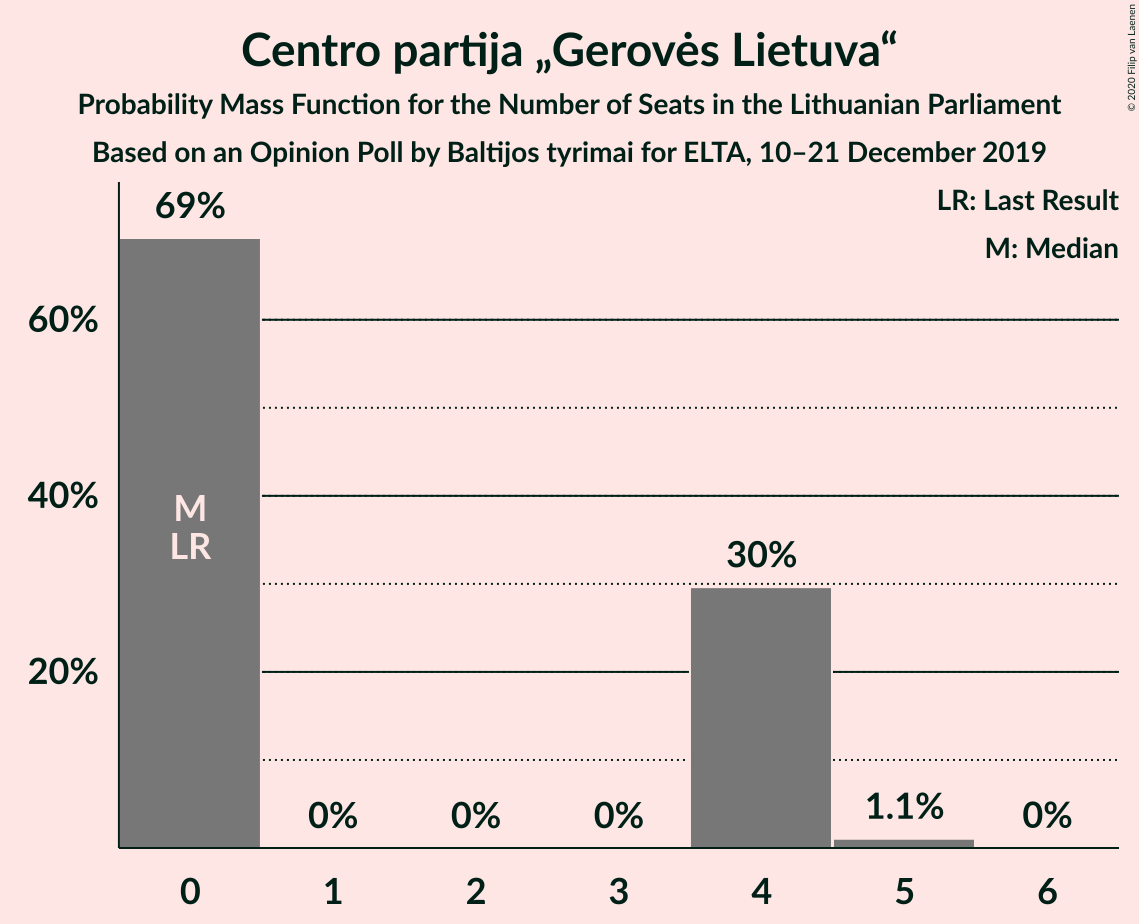 Centro partija „Gerovės Lietuva“
Probability Mass Function for the Number of Seats in the Lithuanian Parliament
Based on an Opinion Poll by Baltijos tyrimai for ELTA, 10–21 December 2019
© 2020 Filip van Laenen
LR: Last Result
M: Median
69%
60%
40%
20%
M
LR
0%
0%
0%
30%
1.1%
0%
0 1 2 3 4 5 6